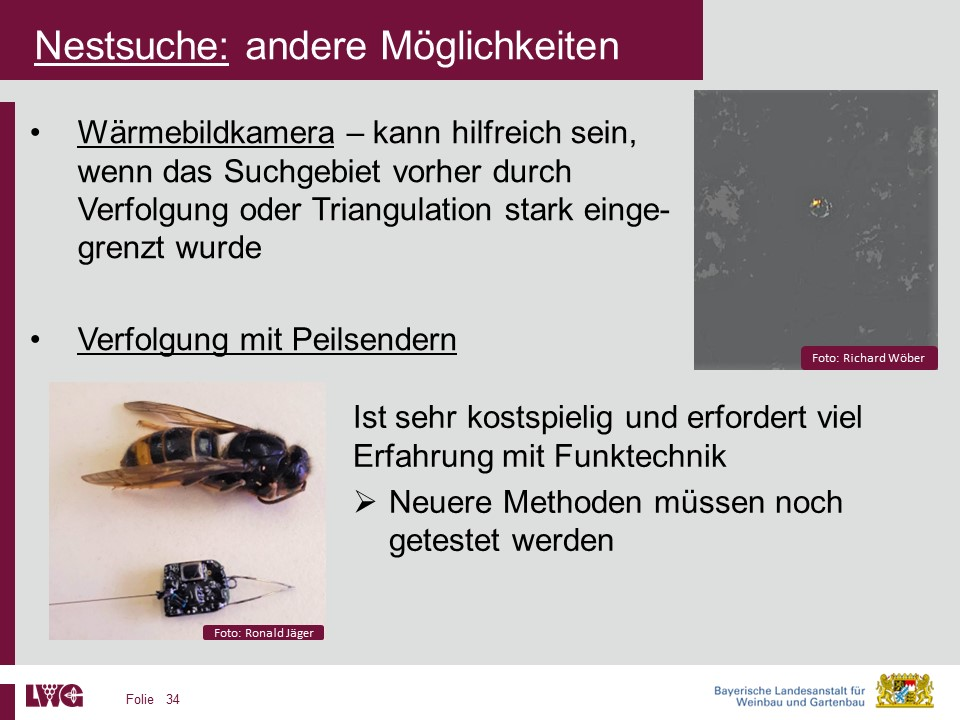 Nestsuche: andere Möglichkeiten
• Wärmebildkamera – kann hilfreich sein,
wenn das Suchgebiet vorher durch
Verfolgung oder Triangulation stark einge-
grenzt wurde
Foto: Richard Wöber
• Verfolgung mit Peilsendern
Ist sehr kostspielig und erfordert viel
Erfahrung mit Funktechnik
➢ Neuere Methoden müssen noch
getestet werden
Foto: Ronald Jäger
LWG
Folie 34
Bayerische Landesanstalt für
Weinbau und Gartenbau